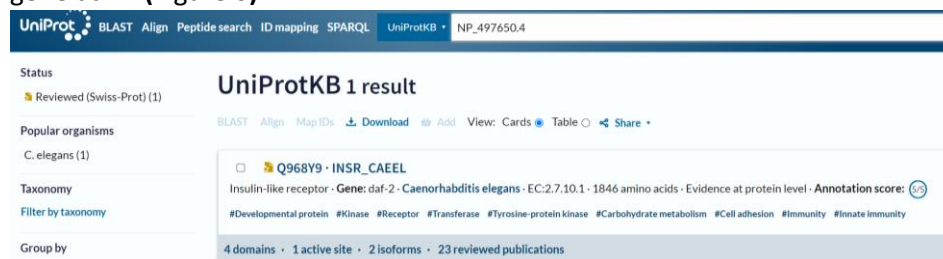 UniProt BLAST Align Peptide search ID mapping SPARQL UniProtKB NP_497650.4
Status
Reviewed (Swiss-Prot) (1)
Popular organisms
C. elegans (1)
Taxonomy
Filter by taxonomy
Group by
UniProtKB 1 result
BLAST Align Map IDs Download Add View: Cards Table Share
Q968Y9 · INSR_CAEEL
Insulin-like receptor · Gene: daf-2 · Caenorhabditis elegans · EC:2.7.10.1 · 1846 amino acids · Evidence at protein level · Annotation score: 5/5
#Developmental protein #Kinase #Receptor #Transferase #Tyrosine-protein kinase #Carbohydrate metabolism #Cell adhesion #Immunity #Innate immunity
4 domains · 1 active site · 2 isoforms · 23 reviewed publications